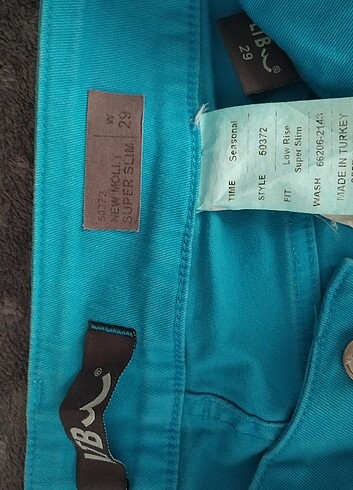 LTB ®
29
50372 W
NEW MOLLY 29
SUPER SLIM
TIME Seasonal
STYLE 50372
FIT Low Rise
Super Slim
WASH 66206-2143
MADE IN TURKEY
LTB ®